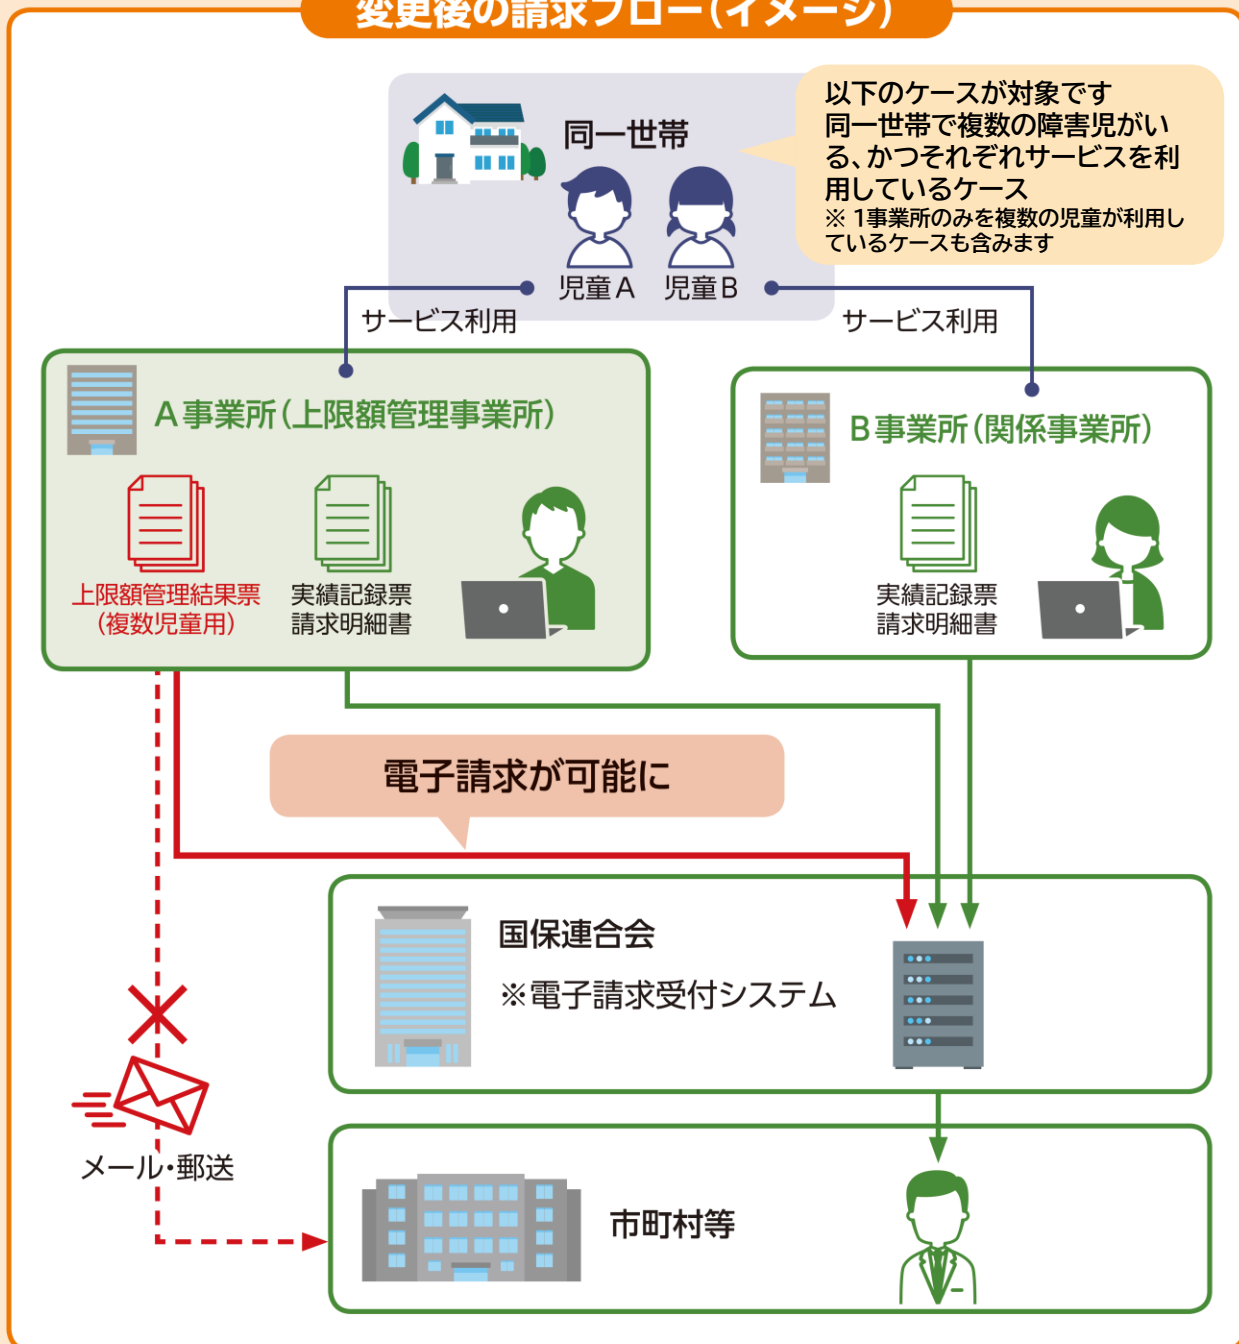 変更後の請求フロー(イメージ)
以下のケースが対象です
同一世帯で複数の障害児がい
る、かつそれぞれサービスを利
用しているケース
※ 1事業所のみを複数の児童が利用し
ているケースも含みます
同一世帯
児童A 児童B
サービス利用
サービス利用
A事業所(上限額管理事業所)
上限額管理結果票
(複数児童用)
実績記録票
請求明細書
B事業所(関係事業所)
実績記録票
請求明細書
電子請求が可能に
国保連合会
※電子請求受付システム
メール・郵送
市町村等